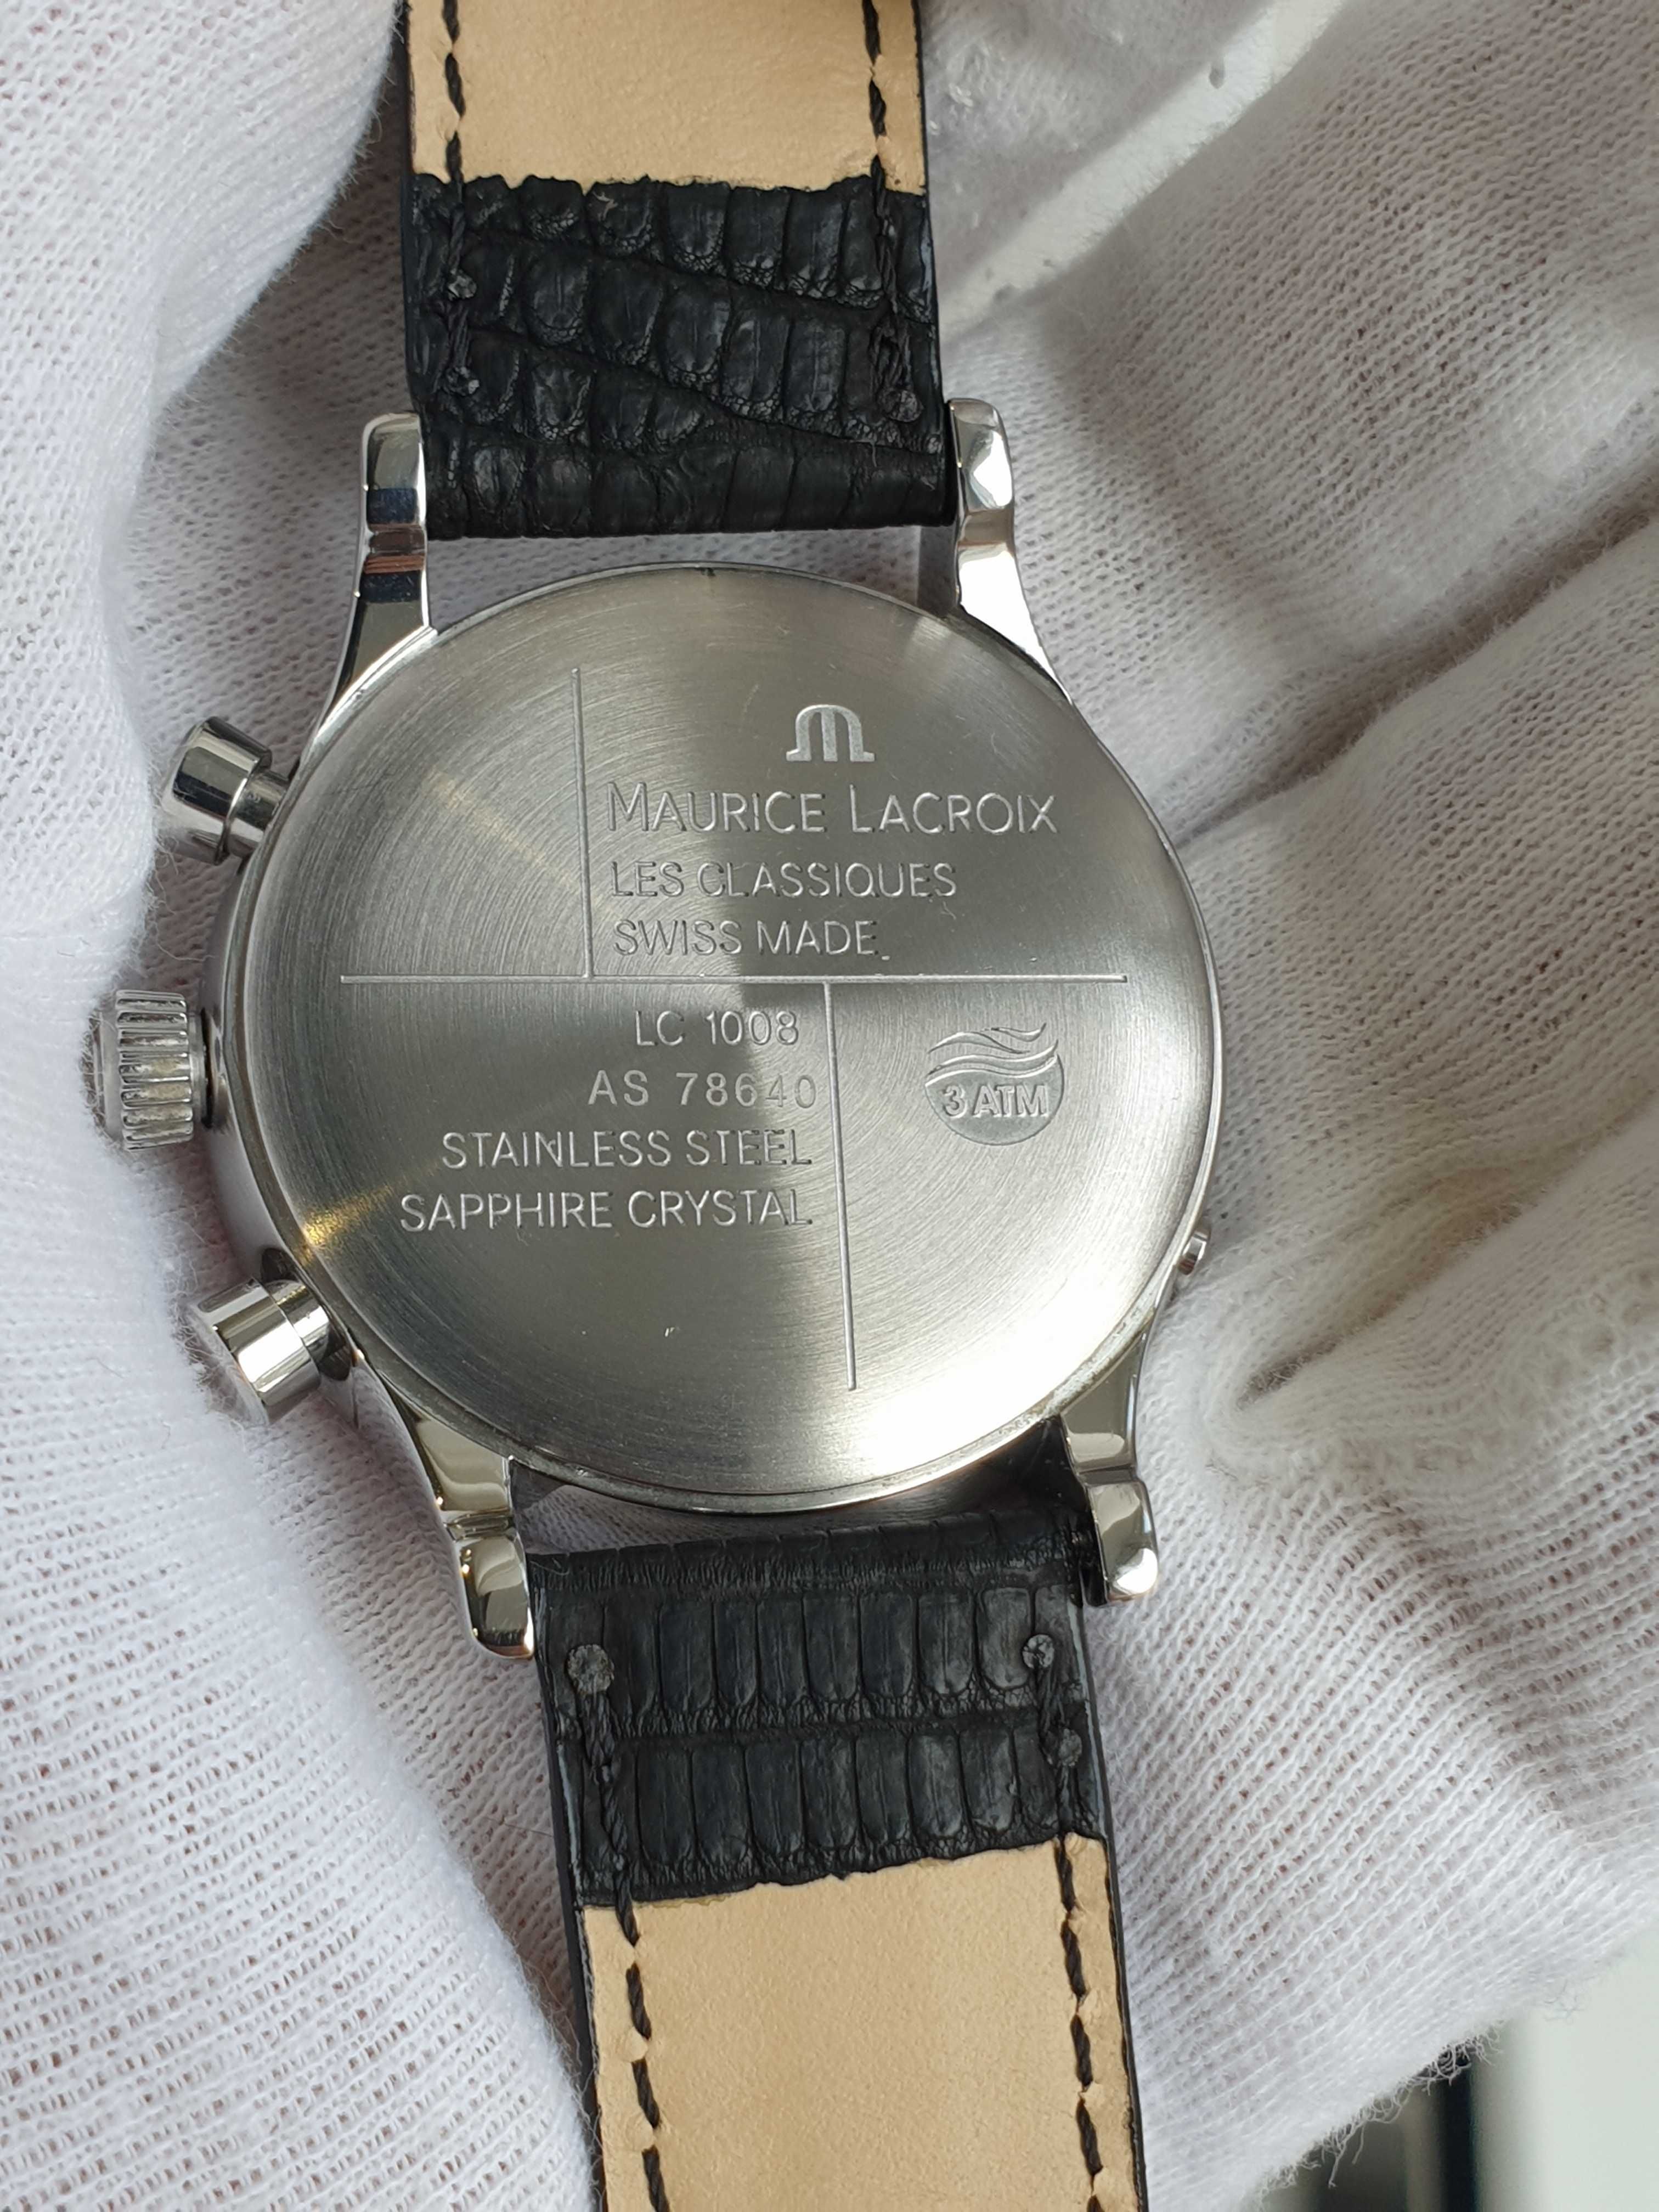 MAURICE LACROIX
LES CLASSIQUES
SWISS MADE
LC 1008
AS 78640
STAINLESS STEEL
SAPPHIRE CRYSTAL
3 ATM